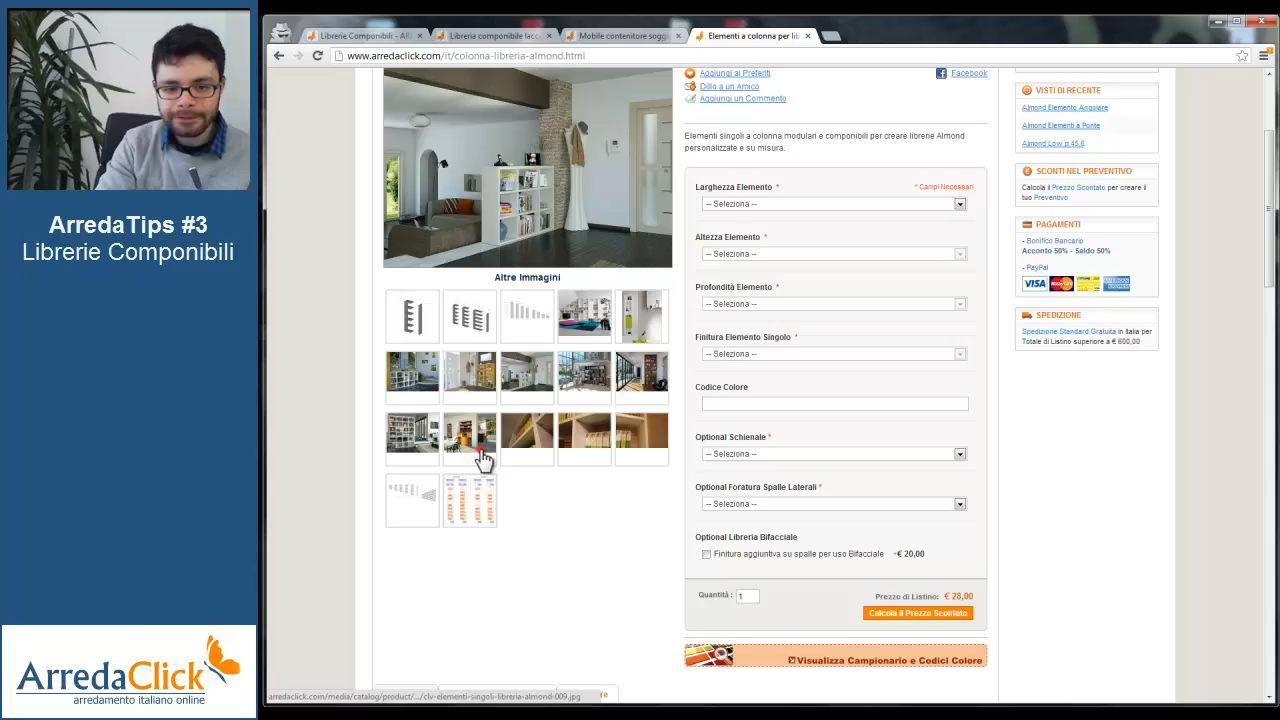 Librerie Componibili - Ar
Libreria componibile lacc
Mobile contenitore sogg
Elementi a colonna per lib
www.arredaclick.com/it/colonna-libreria-almond.html
Aggiungi ai Preferiti
Facebook
Dillo a un Amico
Aggiungi un Commento
Elementi singoli a colonna modulari e componibili per creare librerie Almond
personalizzate e su misura.
Larghezza Elemento *
* Campi Necessari
-- Seleziona --
Altezza Elemento *
-- Seleziona --
Profondità Elemento *
-- Seleziona --
Finitura Elemento Singolo *
-- Seleziona --
Codice Colore
Optional Schienale *
-- Seleziona --
Optional Foratura Spalle Laterali *
-- Seleziona --
Optional Libreria Bifacciale
Finitura aggiuntiva su spalle per uso Bifacciale +€ 20,00
Quantità : 1
Prezzo di Listino: € 28,00
Calcola il Prezzo Scontato
Visualizza Campionario e Codici Colore
Altre Immagini
VISTI DI RECENTE
Almond Elemento Angolare
Almond Elementi a Ponte
Almond Low p.45,6
SCONTI NEL PREVENTIVO
Calcola il Prezzo Scontato per creare il
tuo Preventivo
PAGAMENTI
- Bonifico Bancario
Acconto 50% - Saldo 50%
- PayPal
VISA
SPEDIZIONE
Spedizione Standard Gratuita in Italia per
Totale di Listino superiore a € 600,00
ArredaTips #3
Librerie Componibili
ArredaClick
arredamento italiano online
arredaclick.com/media/catalog/product/.../clv-elementi-singoli-libreria-almond-009.jpg
re